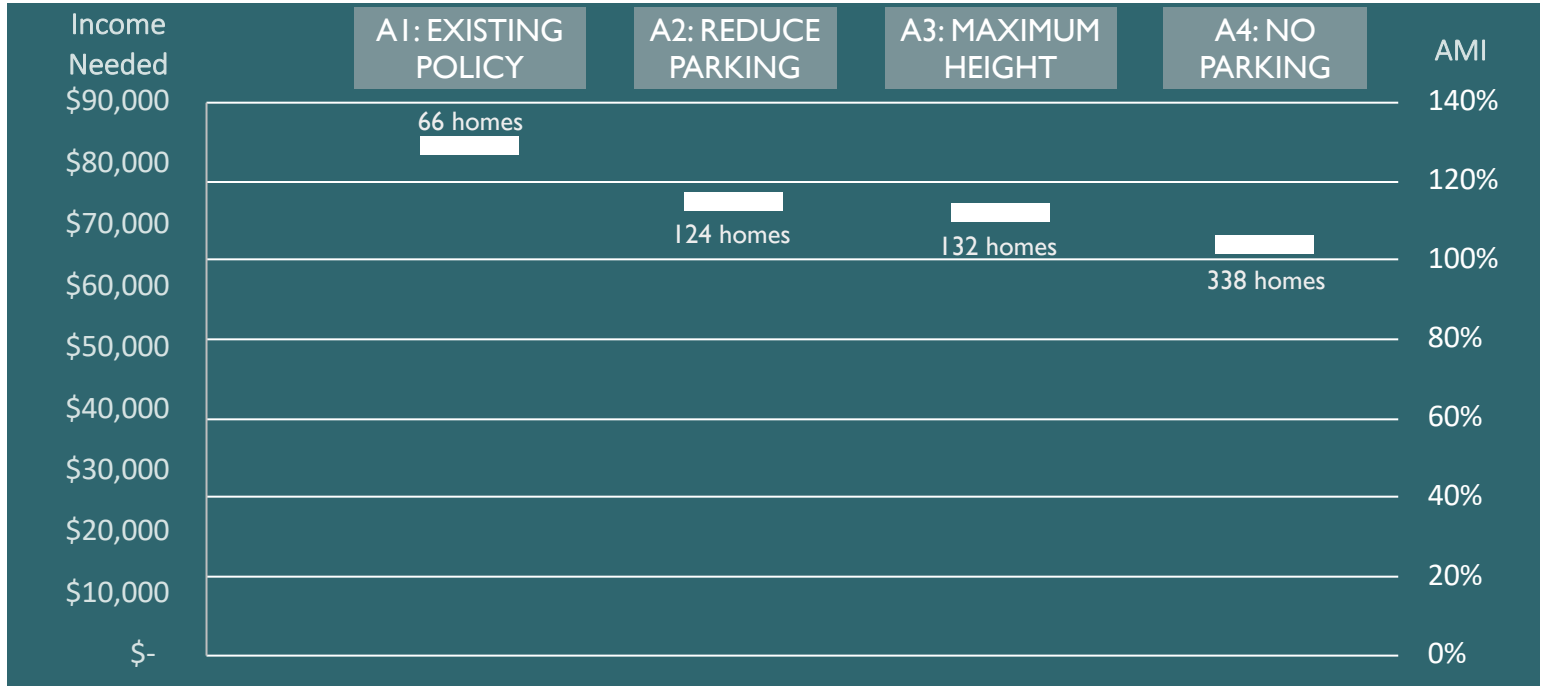 Income
Needed
A1: EXISTING
POLICY
A2: REDUCE
PARKING
A3: MAXIMUM
HEIGHT
A4: NO
PARKING
AMI
$90,000
$80,000
$70,000
$60,000
$50,000
$40,000
$30,000
$20,000
$10,000
$-
66 homes
124 homes
132 homes
338 homes
140%
120%
100%
80%
60%
40%
20%
0%